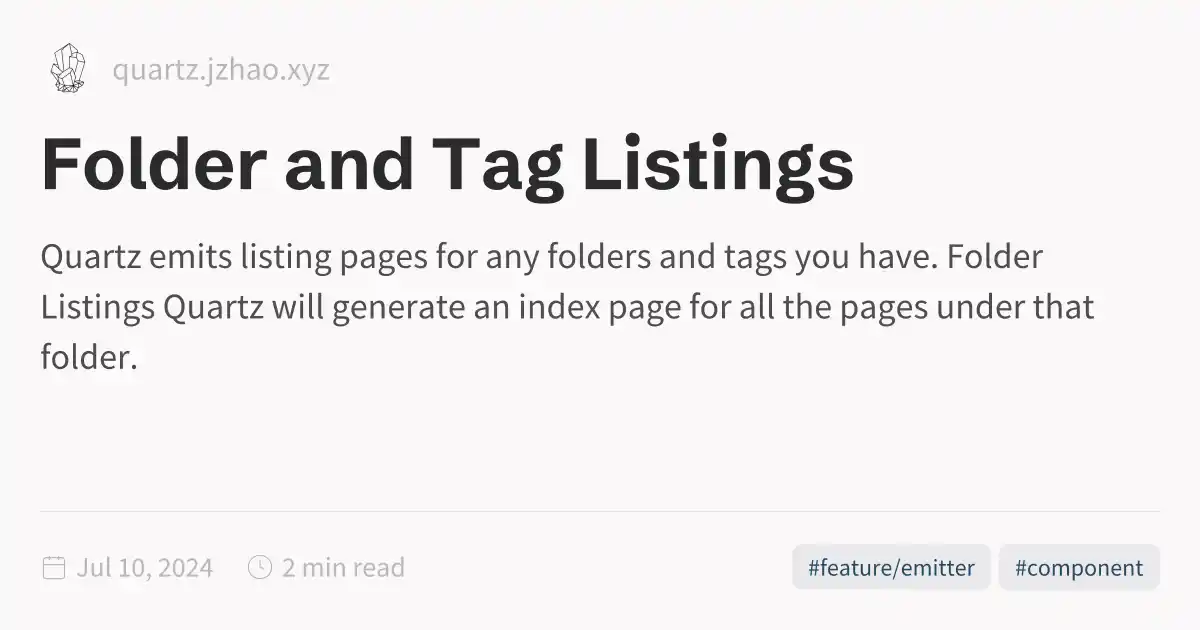 quartz.jzhao.xyz
Folder and Tag Listings
Quartz emits listing pages for any folders and tags you have. Folder
Listings Quartz will generate an index page for all the pages under that
folder.
Jul 10, 2024 2 min read #feature/emitter #component